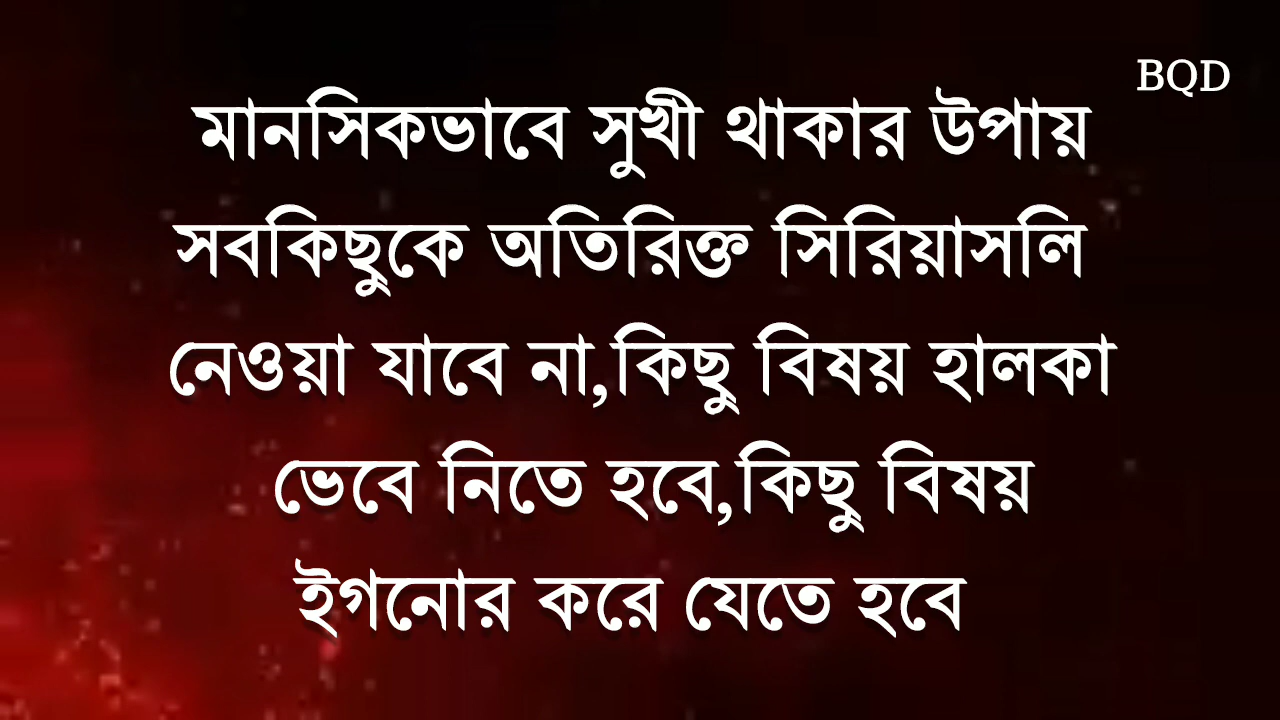 BQD
মানসিকভাবে সুখী থাকার উপায়
সবকিছুকে অতিরিক্ত সিরিয়াসলি
নেওয়া যাবে না,কিছু বিষয় হালকা
ভেবে নিতে হবে,কিছু বিষয়
ইগনোর করে যেতে হবে